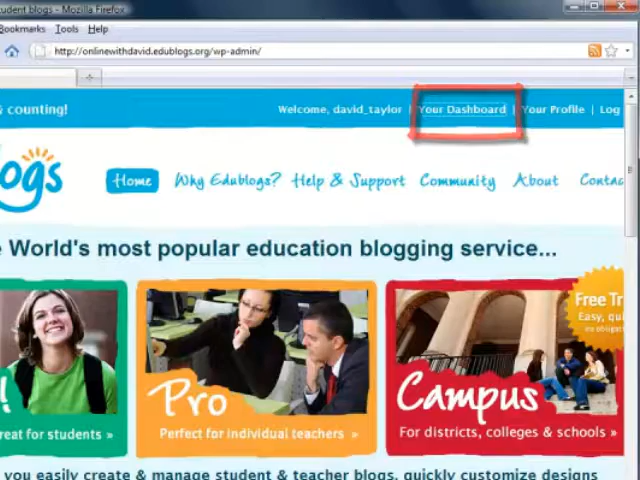 student blogs - Mozilla Firefox
Bookmarks Tools Help
http://onlinewithdavid.edublogs.org/wp-admin/
& counting!
Welcome, david_taylor | Your Dashboard | Your Profile | Log
ogs
Home Why Edublogs? Help & Support Community About Contac
e World's most popular education blogging service...
Free Tr
Easy, qui
are obligati
!
Pro
Campus
reat for students »
Perfect for individual teachers »
For districts, colleges & schools »
you easily create & manage student & teacher blogs, quickly customize designs